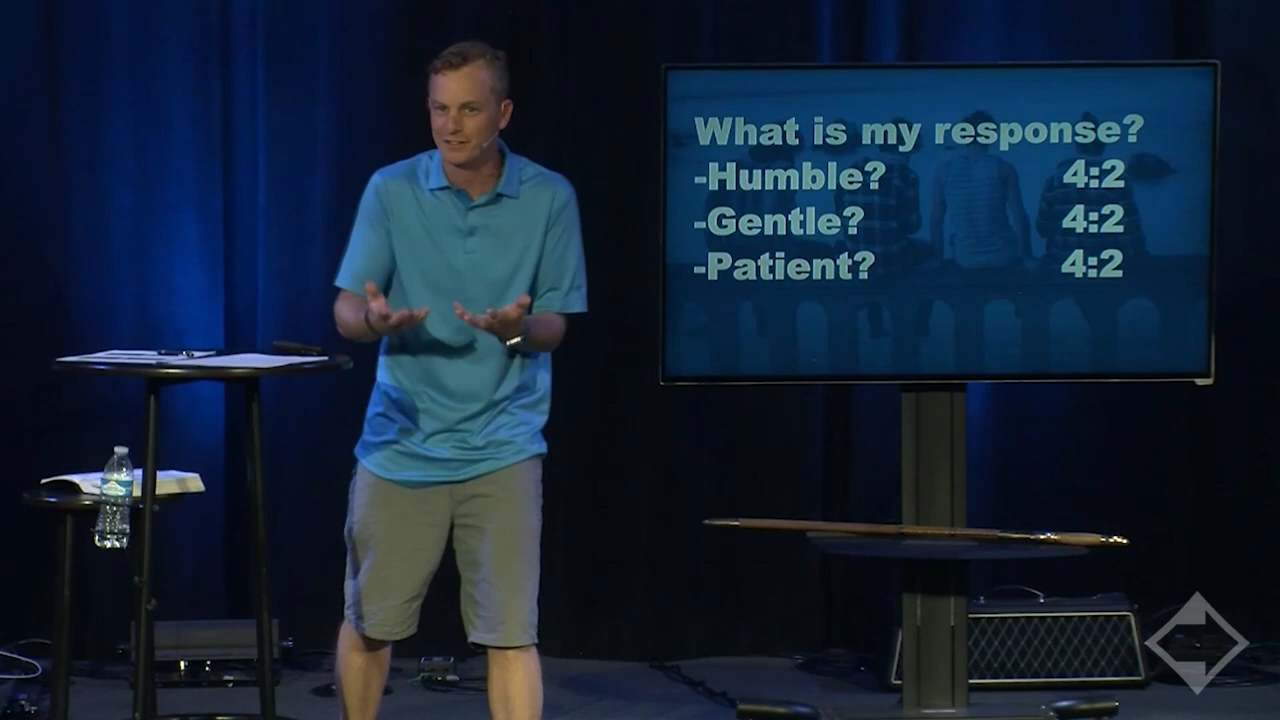 What is my response?
-Humble? 4:2
-Gentle? 4:2
-Patient? 4:2